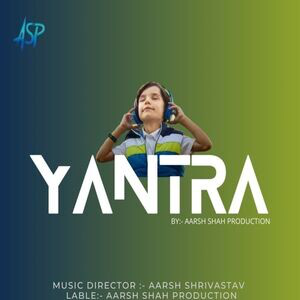 ASP
YANTRA
BY:- AARSH SHAH PRODUCTION
MUSIC DIRECTOR :- AARSH SHRIVASTAV
LABLE:- AARSH SHAH PRODUCTION